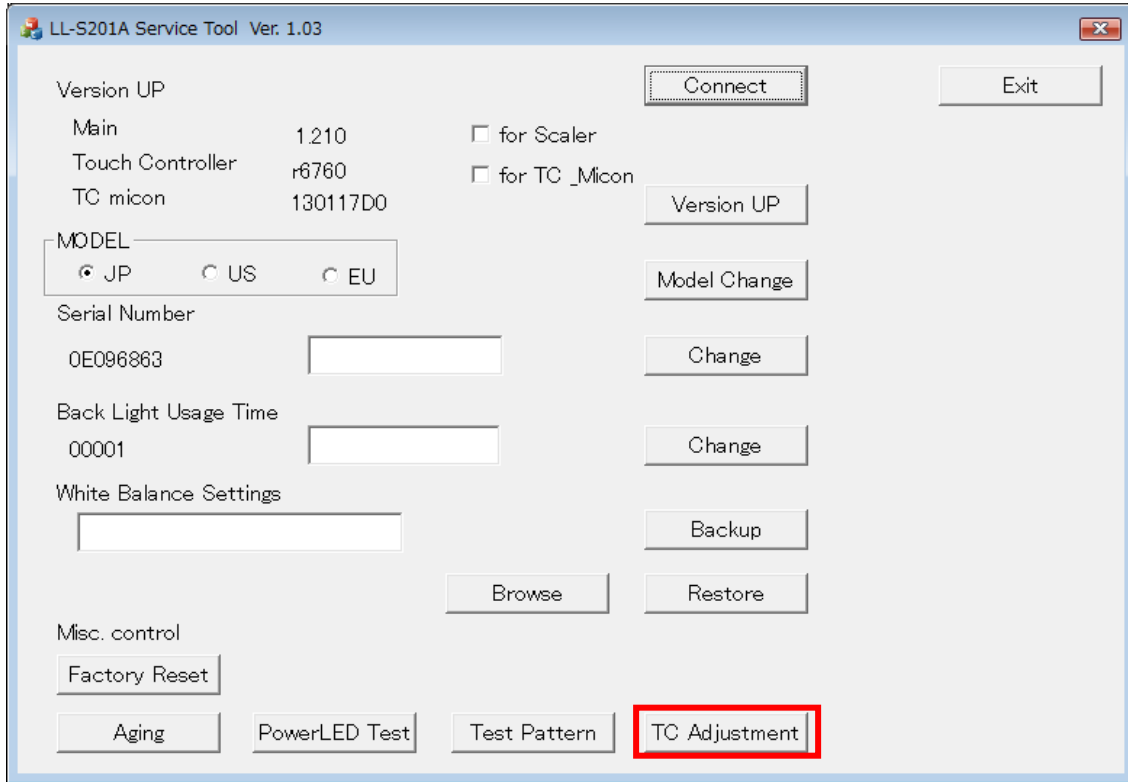 LL-S201A Service Tool Ver. 1.03
Version UP
Connect
Exit
Main 1.210
for Scaler
Touch Controller r6760
for TC _Micon
TC micon 130117D0
Version UP
MODEL
JP US EU
Model Change
Serial Number
0E096863
Change
Back Light Usage Time
00001
Change
White Balance Settings
Backup
Browse
Restore
Misc. control
Factory Reset
Aging
PowerLED Test
Test Pattern
TC Adjustment